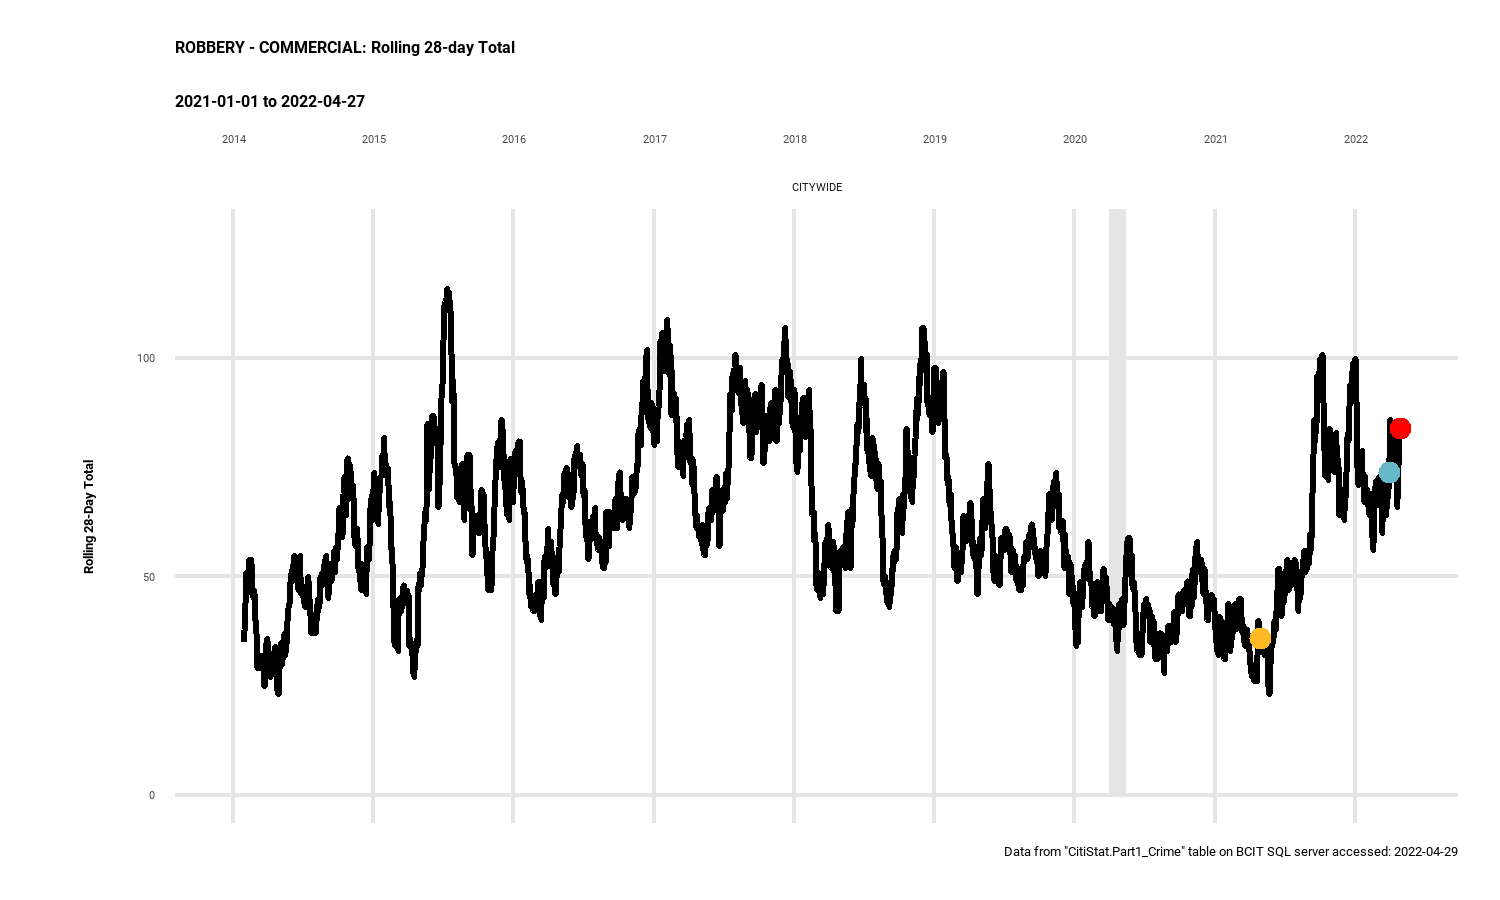 ROBBERY - COMMERCIAL: Rolling 28-day Total
2021-01-01 to 2022-04-27
2014 2015 2016 2017 2018 2019 2020 2021 2022
CITYWIDE
100
50
0
Rolling 28-Day Total
Data from "CitiStat.Part1_Crime" table on BCIT SQL server accessed: 2022-04-29